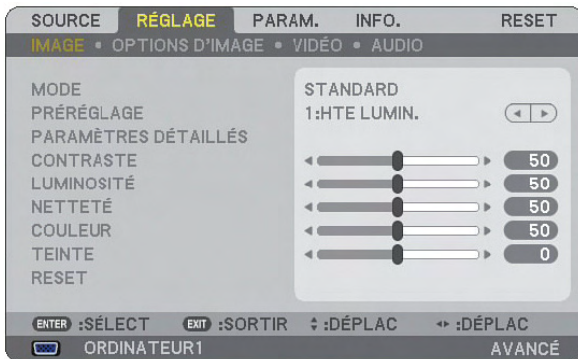 SOURCE RÉGLAGE PARAM. INFO. RESET
IMAGE • OPTIONS D'IMAGE • VIDÉO • AUDIO
MODE STANDARD
PRÉRÉGLAGE 1:HTE LUMIN.
PARAMÈTRES DÉTAILLÉS
CONTRASTE 50
LUMINOSITÉ 50
NETTETÉ 50
COULEUR 50
TEINTE 0
RESET
ENTER :SÉLECT EXIT :SORTIR :DÉPLAC :DÉPLAC
ORDINATEUR1 AVANCÉ